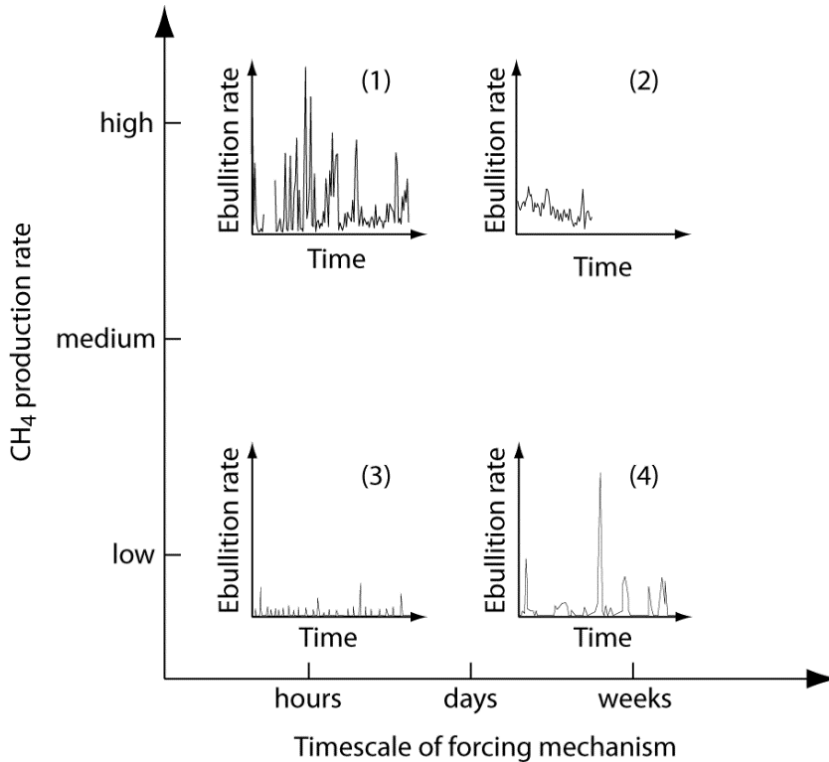 (1)
Ebullition rate
Time
(2)
Ebullition rate
Time
(3)
Ebullition rate
Time
(4)
Ebullition rate
Time
CH4 production rate
high
medium
low
hours
days
weeks
Timescale of forcing mechanism